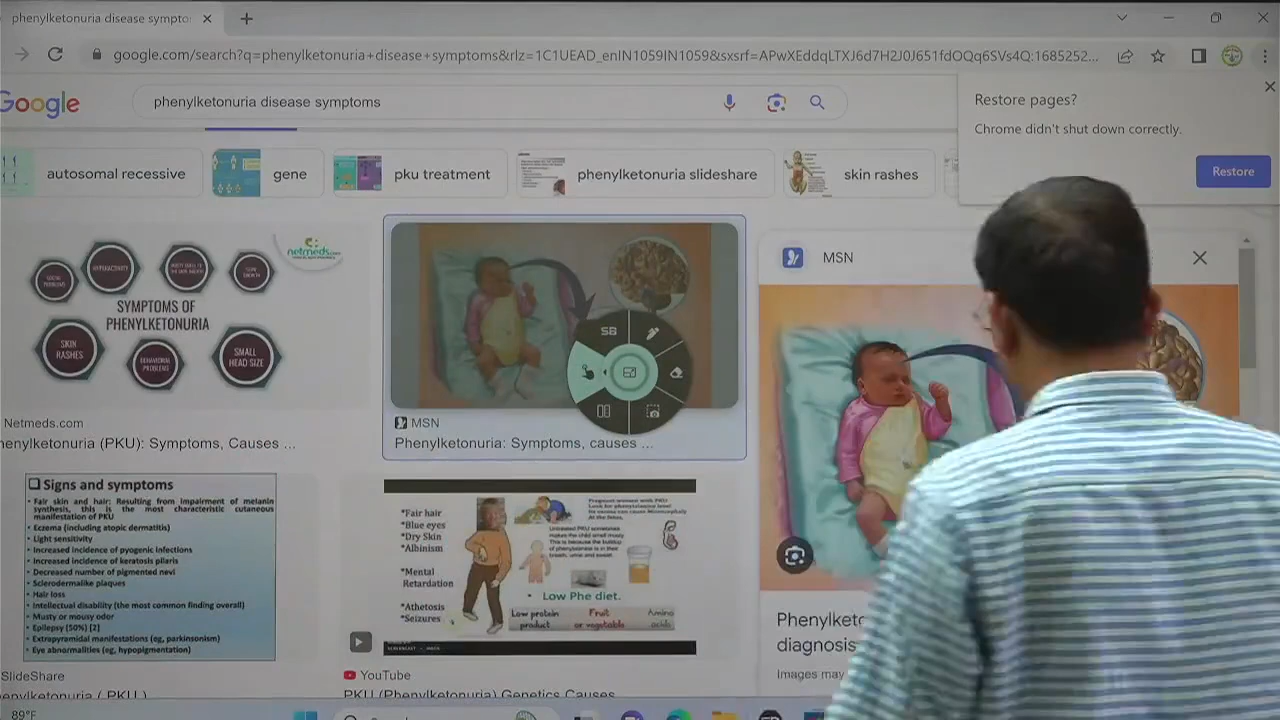 phenylketonuria disease sympto
google.com/search?q=phenylketonuria+disease+symptoms&rlz=1C1UEAD_enIN1059IN1059&sxsrf=APwXEddqLTXJ6d7H2J0J651fdOQq6SVs4Q:1685252...
Google
phenylketonuria disease symptoms
Restore pages?
Chrome didn't shut down correctly.
Restore
autosomal recessive
gene
pku treatment
phenylketonuria slideshare
skin rashes
netmeds.com
HYPERACTIVITY
SYMPTOMS OF
PHENYLKETONURIA
SKIN
RASHES
BEHAVIORAL
PROBLEMS
SMALL
HEAD SIZE
Netmeds.com
henylketonuria (PKU): Symptoms, Causes ...
MSN
Phenylketonuria: Symptoms, causes ...
MSN
Phenylket
diagnosis
Images may
Signs and symptoms
• Fair skin and hair: Resulting from impairment of melanin
synthesis, this is the most characteristic cutaneous
manifestation of PKU
• Eczema (including atopic dermatitis)
• Light sensitivity
• Increased incidence of pyogenic infections
• Increased incidence of keratosis pilaris
• Decreased number of pigmented nevi
• Sclerodermalike plaques
• Hair loss
• Intellectual disability (the most common finding overall)
• Musty or mousy odor
• Epilepsy (50%) [2]
• Extrapyramidal manifestations (eg, parkinsonism)
• Eye abnormalities (eg, hypopigmentation)
SlideShare
enylketonuria ( PKU )
*Fair hair
*Blue eyes
*Dry Skin
*Albinism
*Mental
Retardation
*Athetosis
*Seizures
• Low Phe diet.
Low protein
product
Fruit
or vegetable
Amino
acids
YouTube
PKU (Phenylketonuria) Genetics Causes
89°F